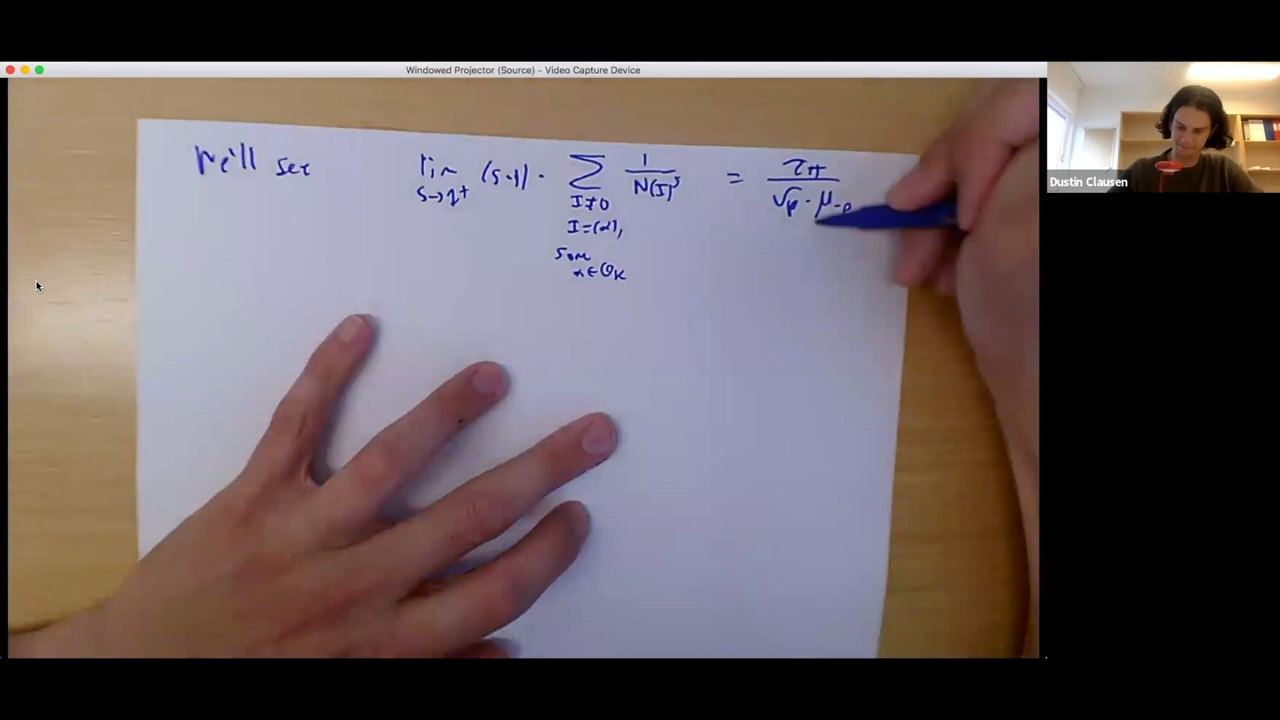 Windowed Projector (Source) - Video Capture Device
Dustin Clausen
We'll see lim (s-1) · ∑ 1/N(I)^s = 2π/(√p · μ_-p
s→1⁺
I≠0
I=(α),
some
α∈O_K